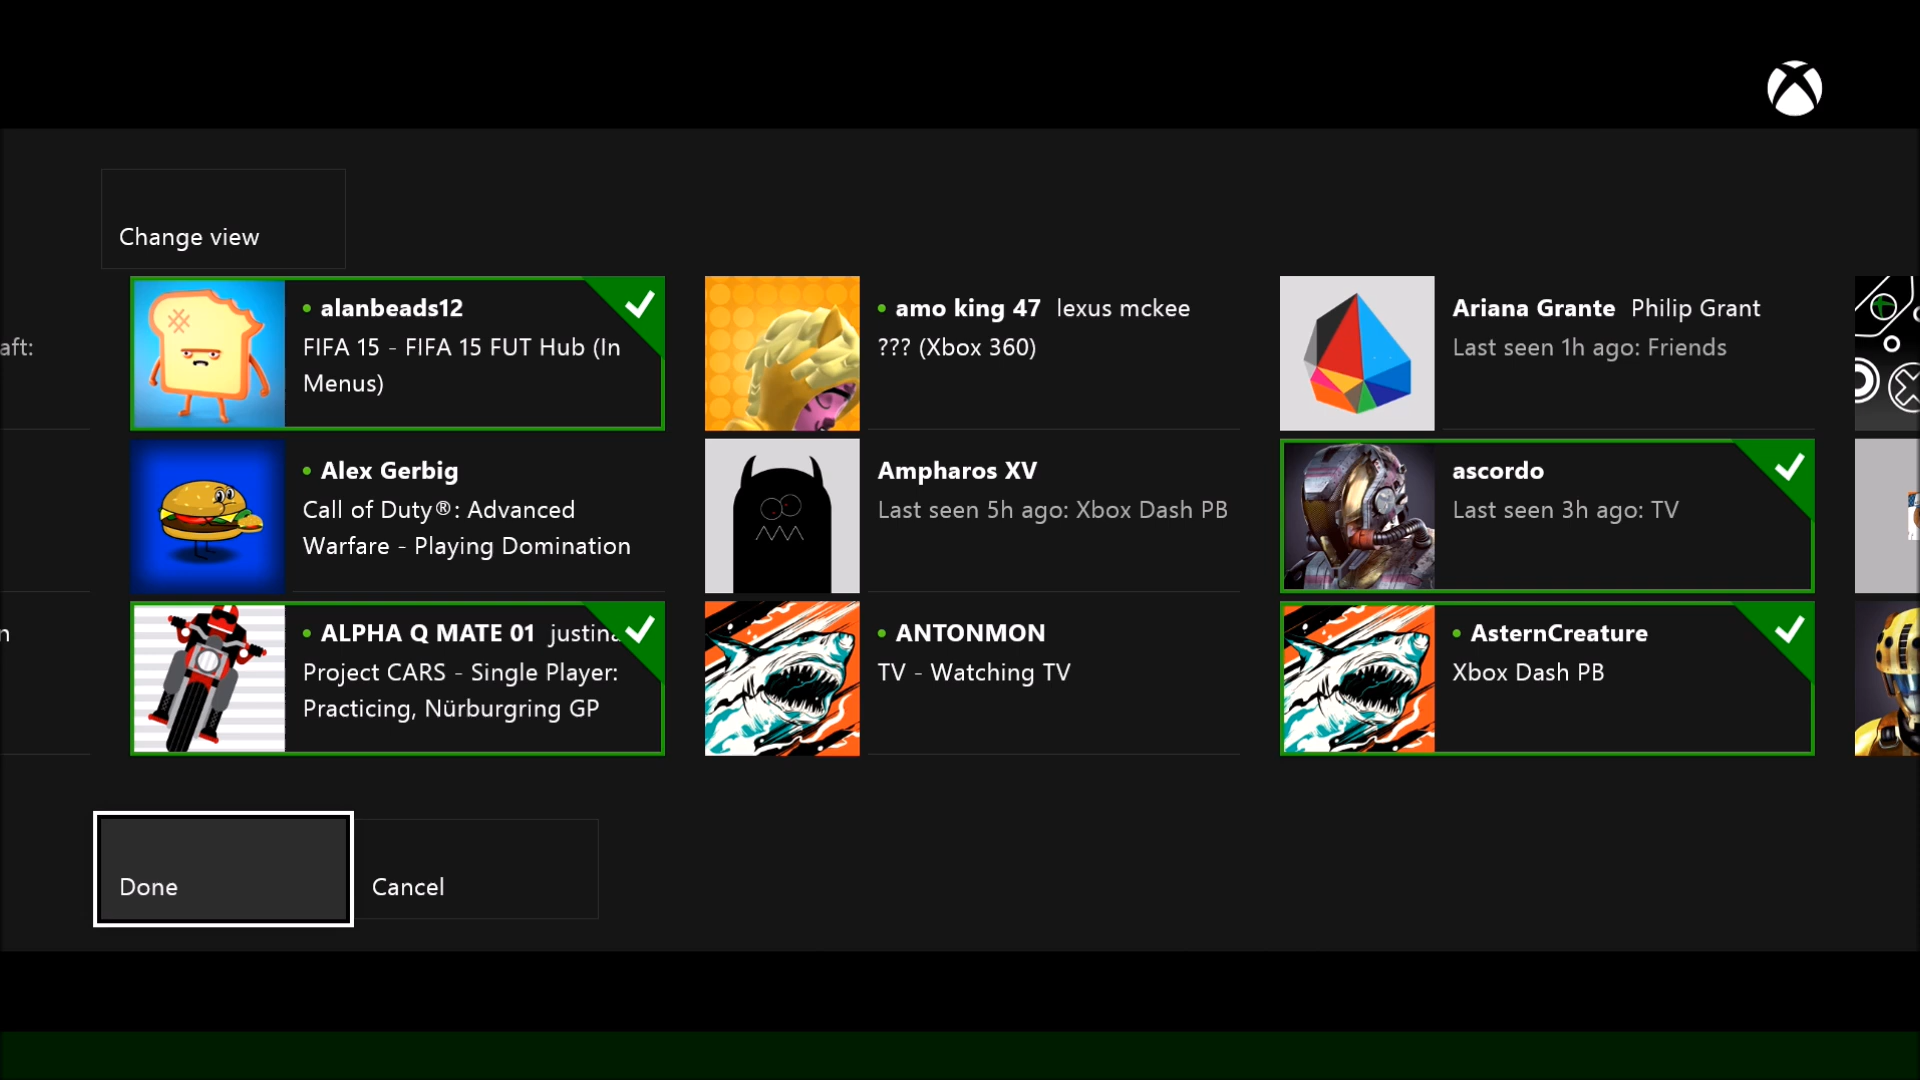 Change view
aft:
n
alanbeads12
FIFA 15 - FIFA 15 FUT Hub (In
Menus)
Alex Gerbig
Call of Duty®: Advanced
Warfare - Playing Domination
ALPHA Q MATE 01 justina
Project CARS - Single Player:
Practicing, Nürburgring GP
amo king 47 lexus mckee
??? (Xbox 360)
Ampharos XV
Last seen 5h ago: Xbox Dash PB
ANTONMON
TV - Watching TV
Ariana Grante Philip Grant
Last seen 1h ago: Friends
ascordo
Last seen 3h ago: TV
AsternCreature
Xbox Dash PB
Done
Cancel